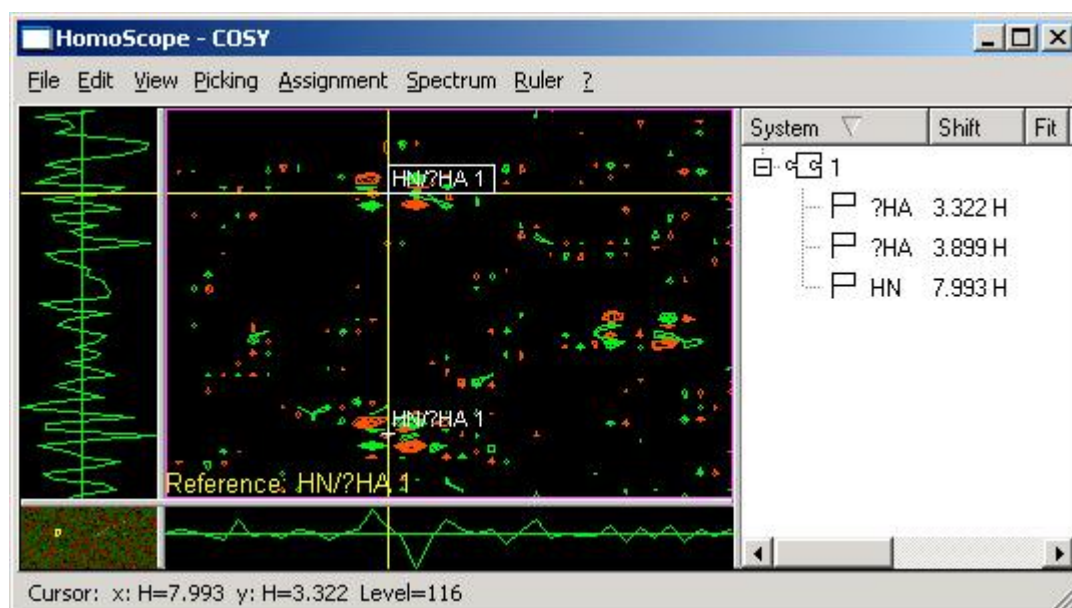 HomoScope - COSY
File Edit View Picking Assignment Spectrum Ruler ?
System Shift Fit
1
?HA 3.322 H
?HA 3.899 H
HN 7.993 H
HN/?HA 1
HN/?HA 1
Reference: HN/?HA 1
Cursor: x: H=7.993 y: H=3.322 Level=116